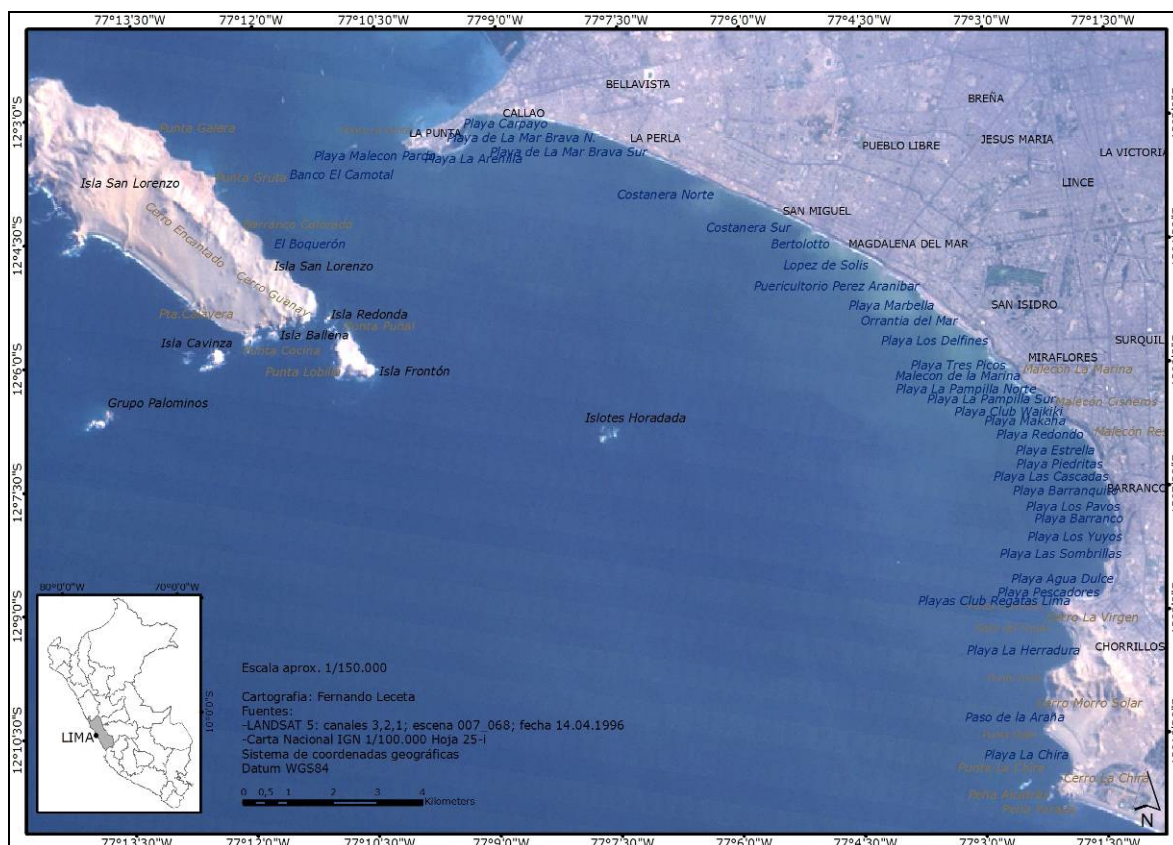 77°13'30"W 77°12'0"W 77°10'30"W 77°9'0"W 77°7'30"W 77°6'0"W 77°4'30"W 77°3'0"W 77°1'30"W
12°3'0"S
12°4'30"S
12°6'0"S
12°7'30"S
12°9'0"S
12°10'30"S
BELLAVISTA
BREÑA
CALLAO
Playa Carpayo
Punta Galera
LA PUNTA
Playa de La Mar Brava N.
LA PERLA
JESUS MARIA
PUEBLO LIBRE
Playa de La Mar Brava Sur
LA VICTORIA
Playa Malecon Pardo
Playa La Arenilla
Punta Gruta
Banco El Camotal
Isla San Lorenzo
LINCE
Costanera Norte
SAN MIGUEL
Cerro Encantado
Barranco Colorado
Costanera Sur
El Boquerón
Bertolotto
MAGDALENA DEL MAR
Isla San Lorenzo
Lopez de Solis
Cerro Guanay
Puericultorio Perez Aranibar
Playa Marbella
SAN ISIDRO
Pta.Calavera
Isla Redonda
Orrantia del Mar
Punta Puñal
Isla Ballena
Isla Cavinza
Playa Los Delfines
SURQUIL
Punta Cocina
MIRAFLORES
Playa Tres Picos
Malecón La Marina
Punta Lobillo
Isla Frontón
Malecon de la Marina
Playa La Pampilla Norte
Playa La Pampilla Sur
Malecón Cisneros
Grupo Palominos
Playa Club Waikiki
Islotes Horadada
Playa Makaha
Playa Redondo
Malecón Res
Playa Estrella
Playa Piedritas
Playa Las Cascadas
Playa Barranquito
BARRANCO
Playa Los Pavos
Playa Barranco
Playa Los Yuyos
Playa Las Sombrillas
Playa Agua Dulce
Playa Pescadores
Playas Club Regatas Lima
Cerro La Virgen
Playa La Herradura
CHORRILLOS
Cerro Morro Solar
Paso de la Araña
Playa La Chira
Punta La Chira
Cerro La Chira
80°0'0"W 70°0'0"W
10°0'0"S
LIMA
Escala aprox. 1/150.000
Cartografia: Fernando Leceta
Fuentes:
-LANDSAT 5: canales 3,2,1; escena 007_068; fecha 14.04.1996
-Carta Nacional IGN 1/100.000 Hoja 25-i
Sistema de coordenadas geográficas
Datum WGS84
0 0,5 1 2 3 4
Kilometers
N
77°13'30"W 77°12'0"W 77°10'30"W 77°9'0"W 77°7'30"W 77°6'0"W 77°4'30"W 77°3'0"W 77°1'30"W